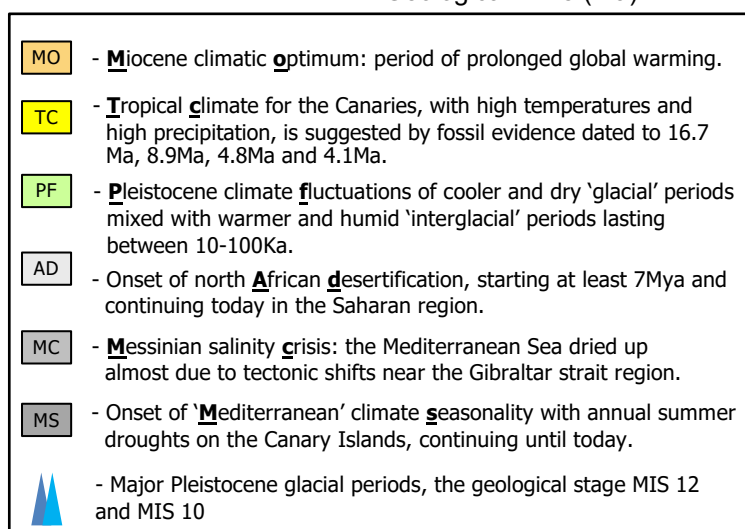 MO - Miocene climatic optimum: period of prolonged global warming.
TC - Tropical climate for the Canaries, with high temperatures and
high precipitation, is suggested by fossil evidence dated to 16.7
Ma, 8.9Ma, 4.8Ma and 4.1Ma.
PF - Pleistocene climate fluctuations of cooler and dry ‘glacial’ periods
mixed with warmer and humid ‘interglacial’ periods lasting
between 10-100Ka.
AD - Onset of north African desertification, starting at least 7Mya and
continuing today in the Saharan region.
MC - Messinian salinity crisis: the Mediterranean Sea dried up
almost due to tectonic shifts near the Gibraltar strait region.
MS - Onset of ‘Mediterranean’ climate seasonality with annual summer
droughts on the Canary Islands, continuing until today.
- Major Pleistocene glacial periods, the geological stage MIS 12
and MIS 10